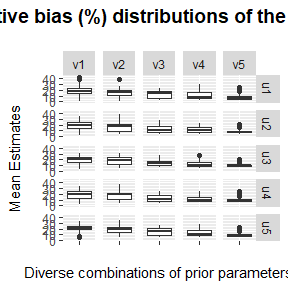 tive bias (%) distributions of the
v1 v2 v3 v4 v5
Mean Estimates
u1
u2
u3
u4
u5
Diverse combinations of prior parameters